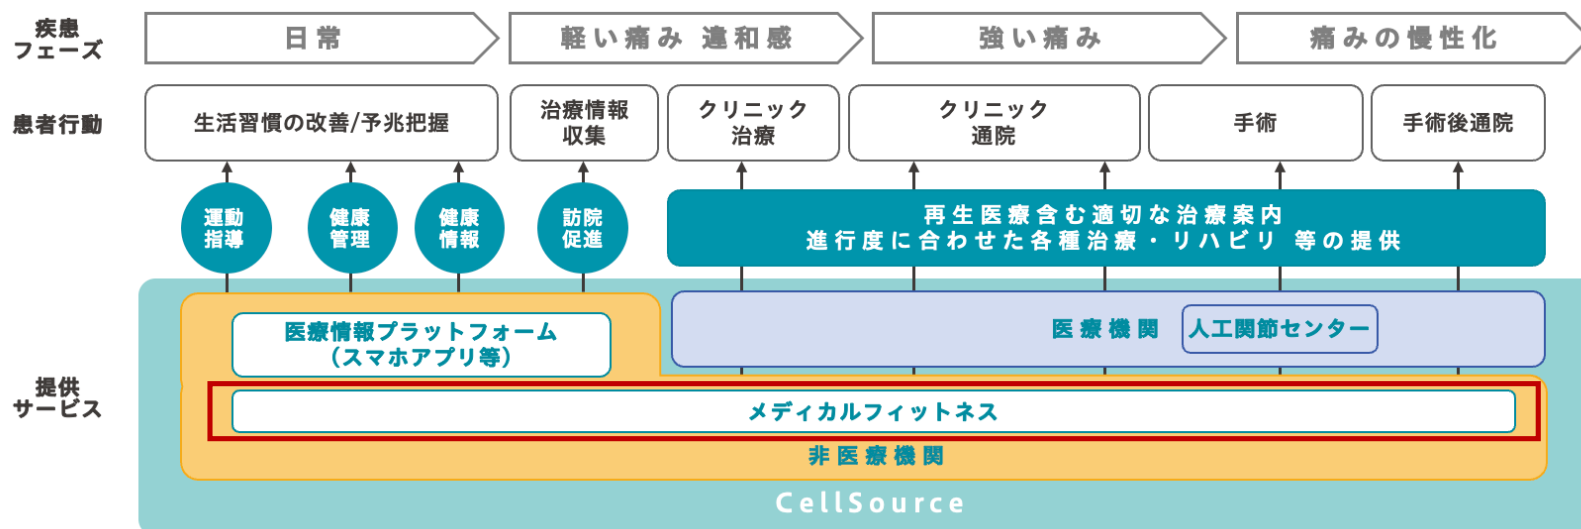 疾患
フェーズ
日常
軽い痛み 違和感
強い痛み
痛みの慢性化
患者行動
生活習慣の改善/予兆把握
治療情報
収集
クリニック
治療
クリニック
通院
手術
手術後通院
運動
指導
健康
管理
健康
情報
訪院
促進
再生医療含む適切な治療案内
進行度に合わせた各種治療・リハビリ 等の提供
提供
サービス
医療情報プラットフォーム
（スマホアプリ等）
医療機関
人工関節センター
メディカルフィットネス
非医療機関
CellSource